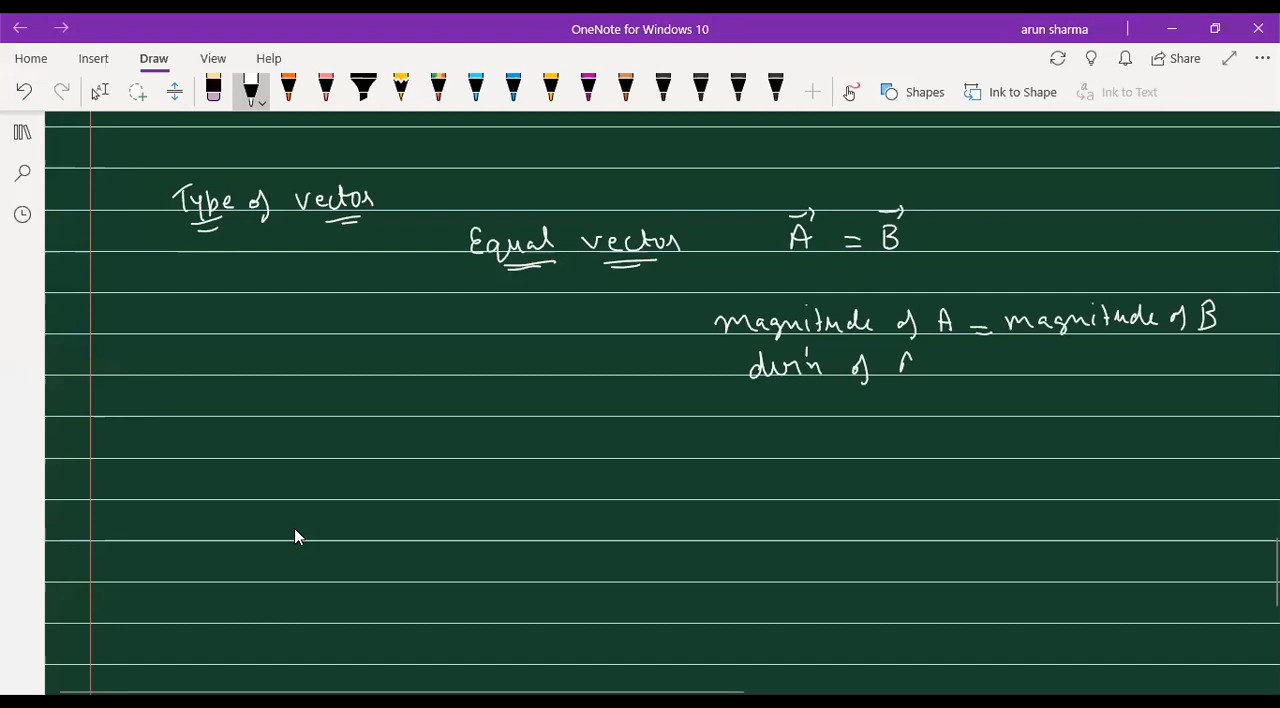 OneNote for Windows 10
arun sharma
Home Insert Draw View Help
Share
Shapes Ink to Shape Ink to Text
Type of vector
Equal vector A⃗ = B⃗
magnitude of A = magnitude of B
dirn of